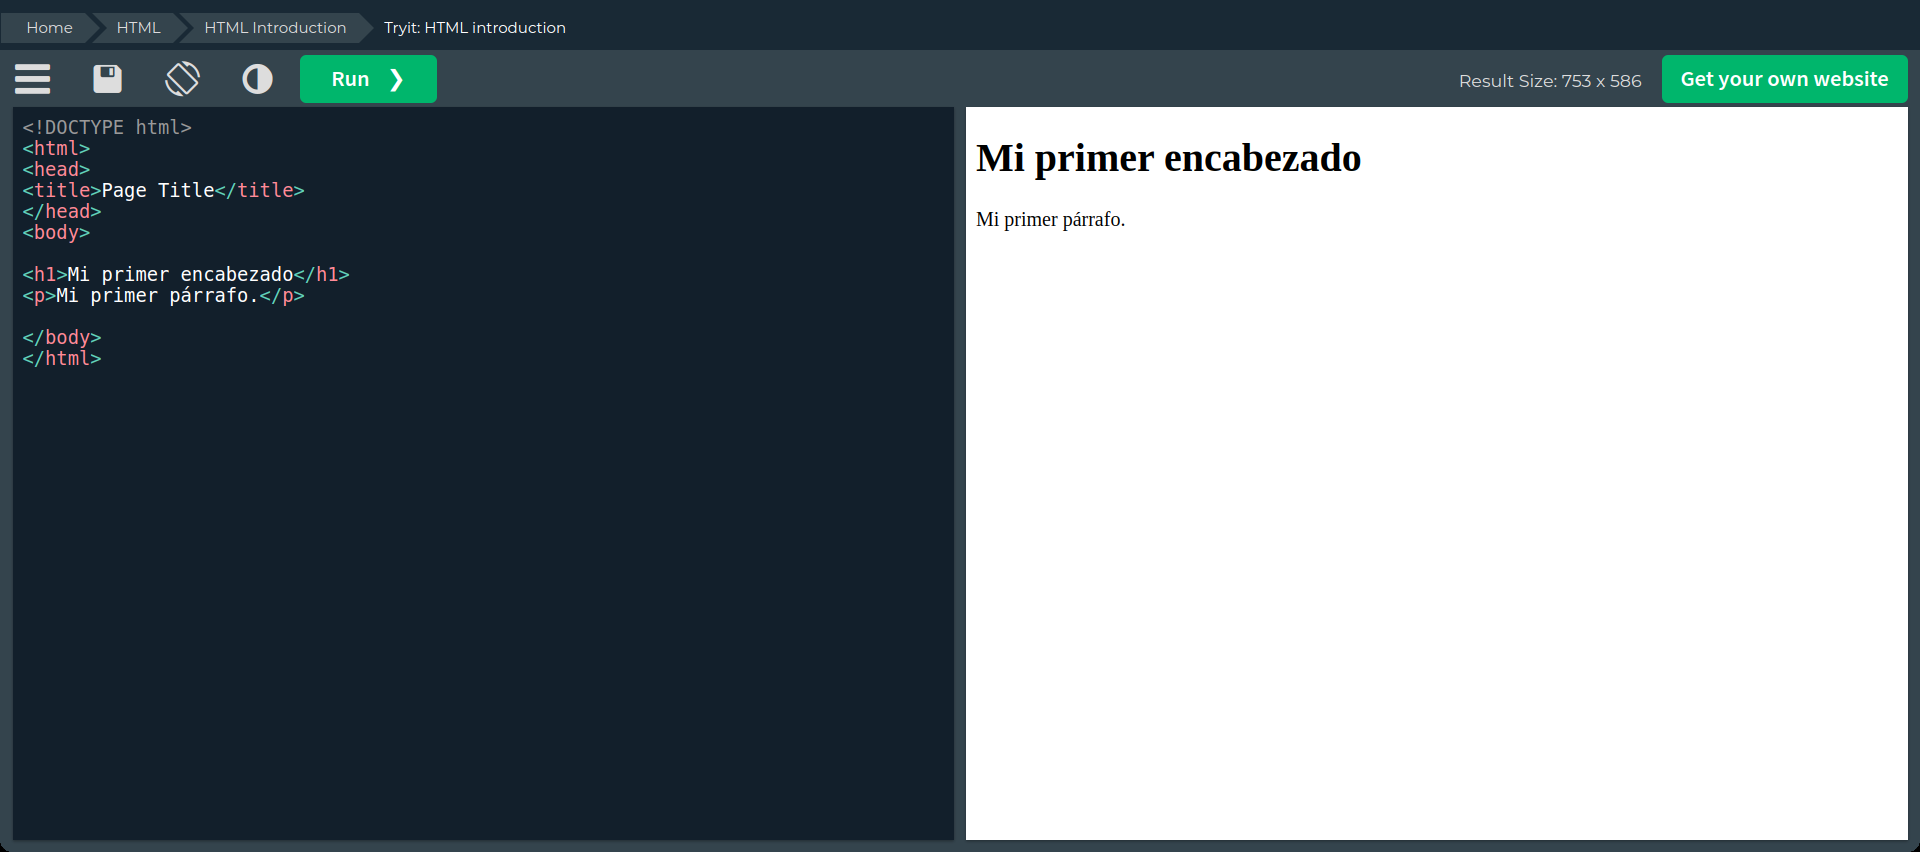 Home HTML HTML Introduction Tryit: HTML introduction
Run ❯ Result Size: 753 x 586 Get your own website
<!DOCTYPE html>
<html>
<head>
<title>Page Title</title>
</head>
<body>
<h1>Mi primer encabezado</h1>
<p>Mi primer párrafo.</p>
</body>
</html>
Mi primer encabezado
Mi primer párrafo.